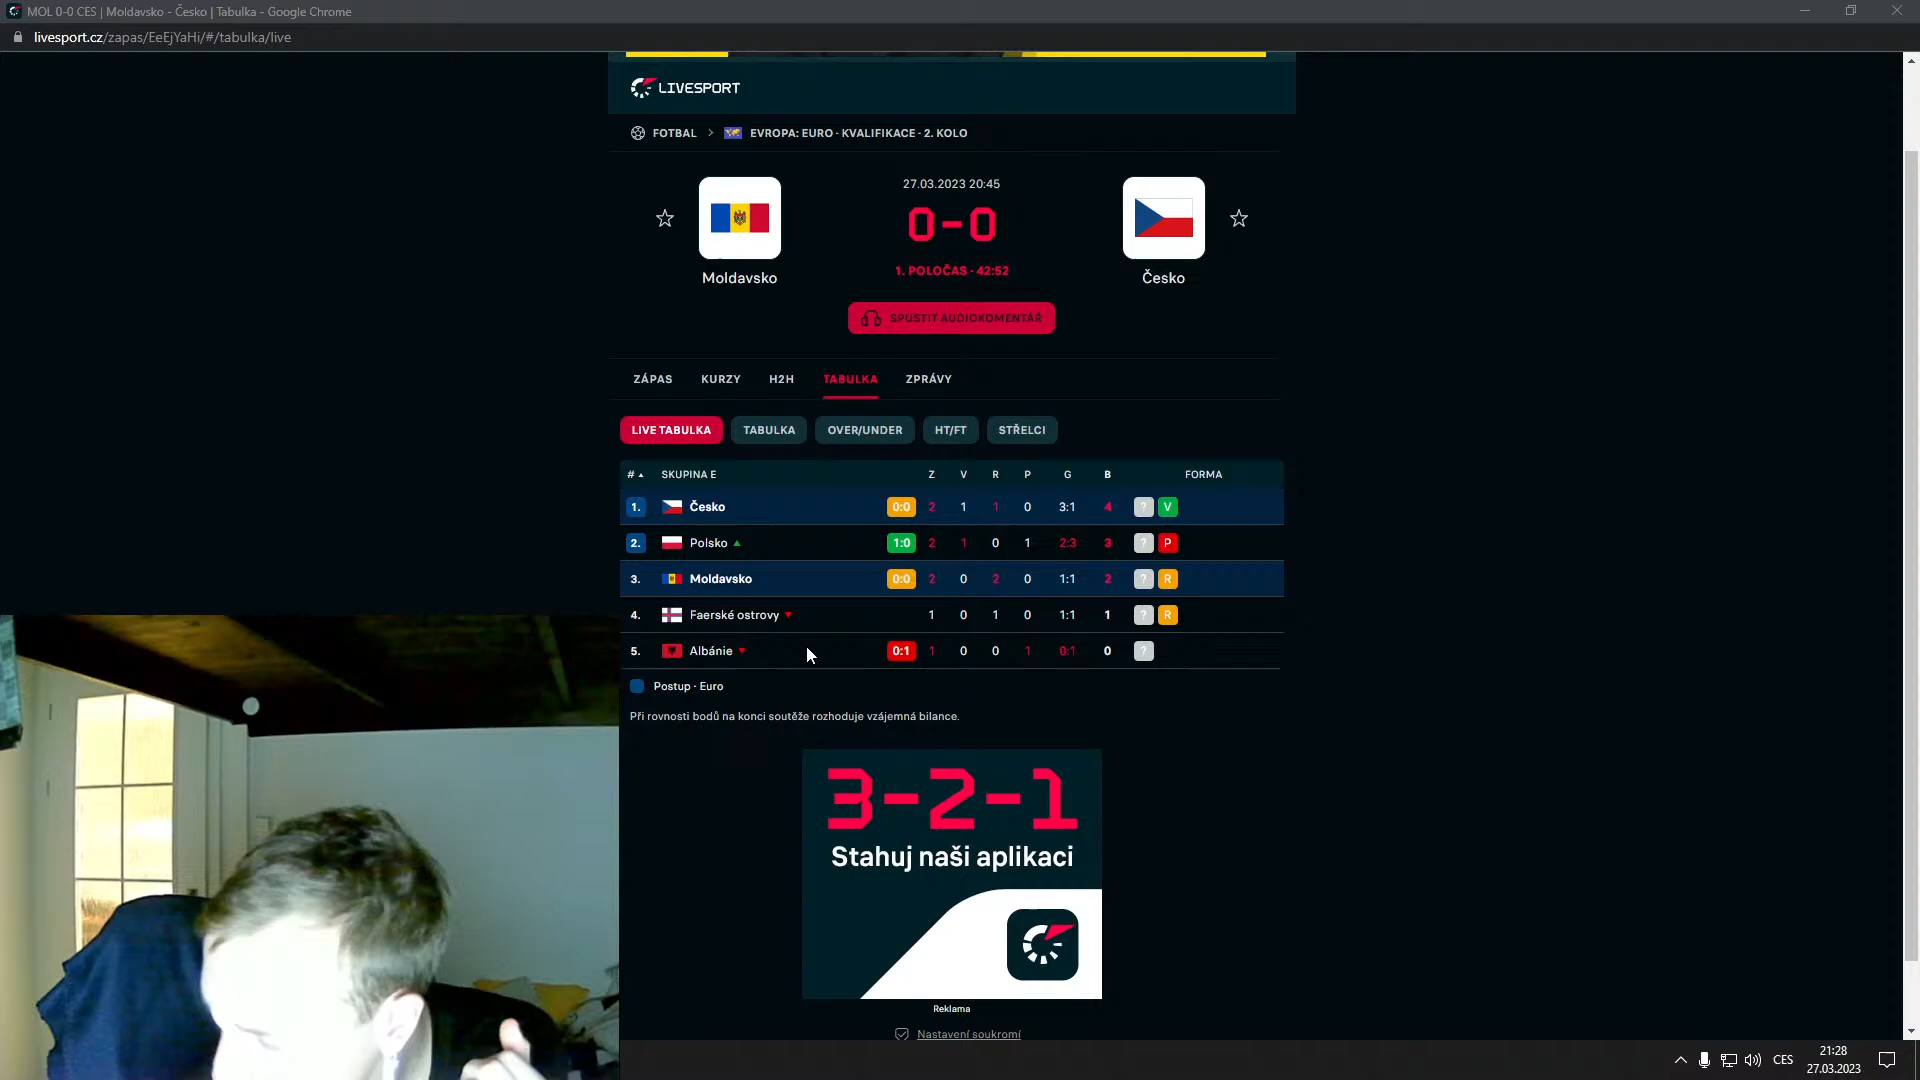 MOL 0-0 CES | Moldavsko - Česko | Tabulka - Google Chrome
livesport.cz/zapas/EeEjYaHi/#/tabulka/live
LIVESPORT
FOTBAL > EVROPA: EURO - KVALIFIKACE - 2. KOLO
27.03.2023 20:45
0-0
1. POLOČAS - 42:52
Moldavsko
Česko
SPUSTIT AUDIOKOMENTÁŘ
ZÁPAS KURZY H2H TABULKA ZPRÁVY
LIVE TABULKA TABULKA OVER/UNDER HT/FT STŘELCI
# SKUPINA E Z V R P G B FORMA
1. Česko 0:0 2 1 1 0 3:1 4 ? V
2. Polsko 1:0 2 1 0 1 2:3 3 ? P
3. Moldavsko 0:0 2 0 2 0 1:1 2 ? R
4. Faerské ostrovy 1 0 1 0 1:1 1 ? R
5. Albánie 0:1 1 0 0 1 0:1 0 ?
Postup - Euro
Při rovnosti bodů na konci soutěže rozhoduje vzájemná bilance.
3-2-1
Stahuj naši aplikaci
Reklama
Nastavení soukromí
CES
21:28
27.03.2023